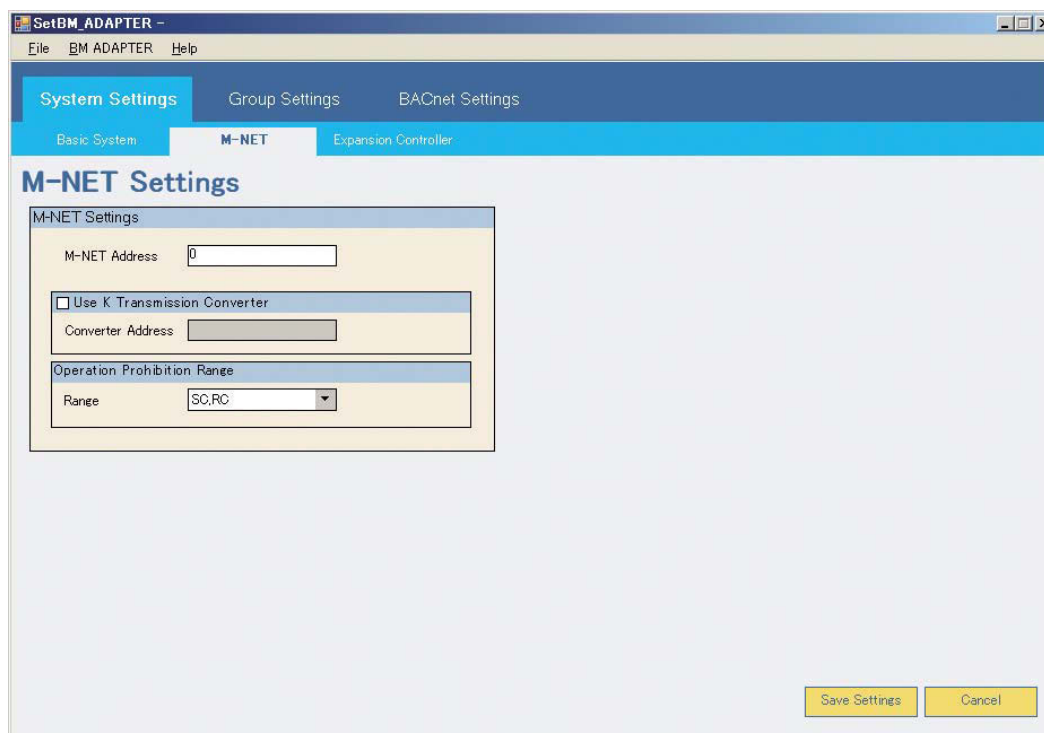 SetBM_ADAPTER -
File BM ADAPTER Help
System Settings Group Settings BACnet Settings
Basic System M-NET Expansion Controller
M-NET Settings
M-NET Settings
M-NET Address 0
Use K Transmission Converter
Converter Address
Operation Prohibition Range
Range SC,RC
Save Settings Cancel